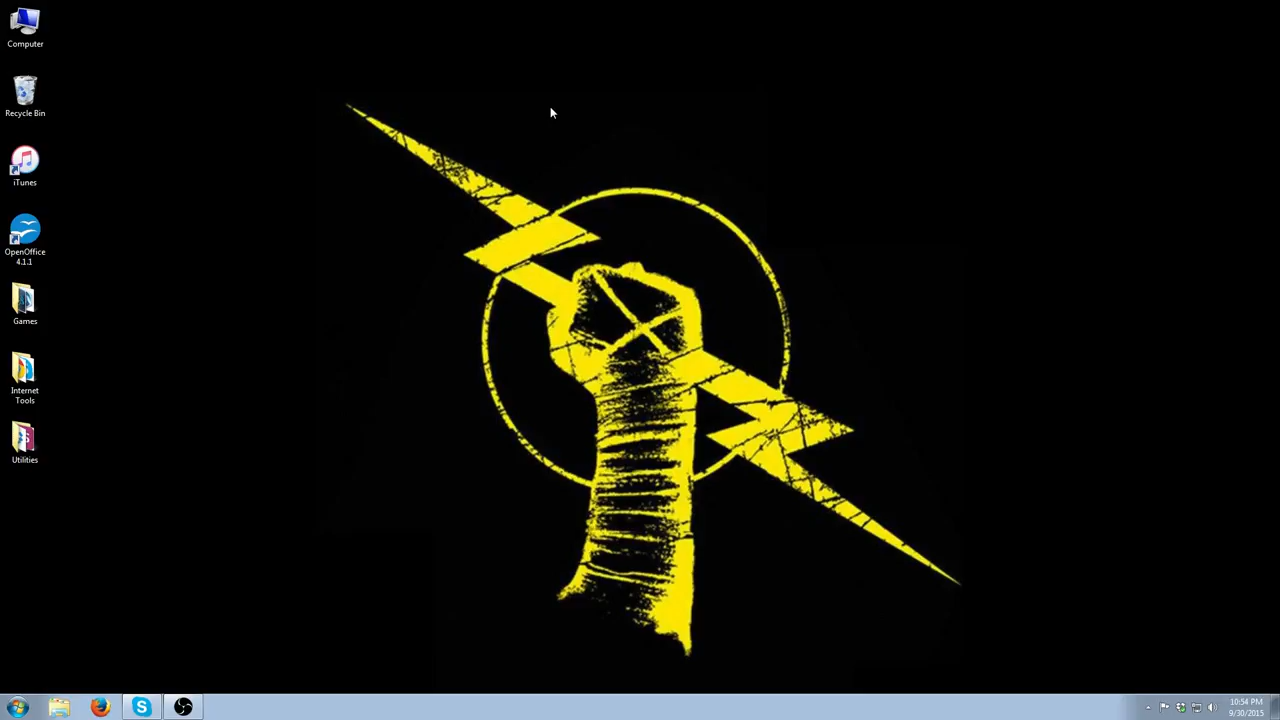 Computer
Recycle Bin
iTunes
OpenOffice
4.1.1
Games
Internet
Tools
Utilities
10:54 PM
9/30/2015